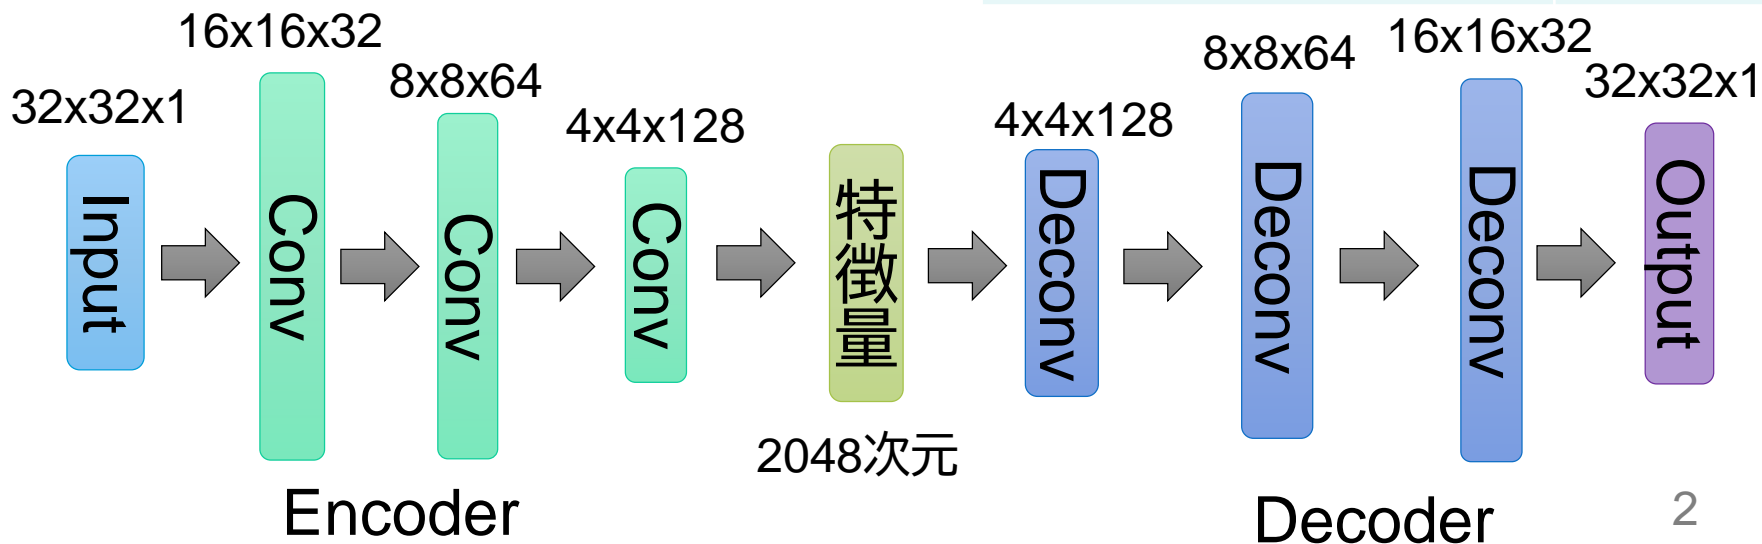 32x32x1
Input
16x16x32
Conv
8x8x64
Conv
4x4x128
Conv
特徴量
2048次元
4x4x128
Deconv
8x8x64
Deconv
16x16x32
Deconv
32x32x1
Output
Encoder
Decoder
2